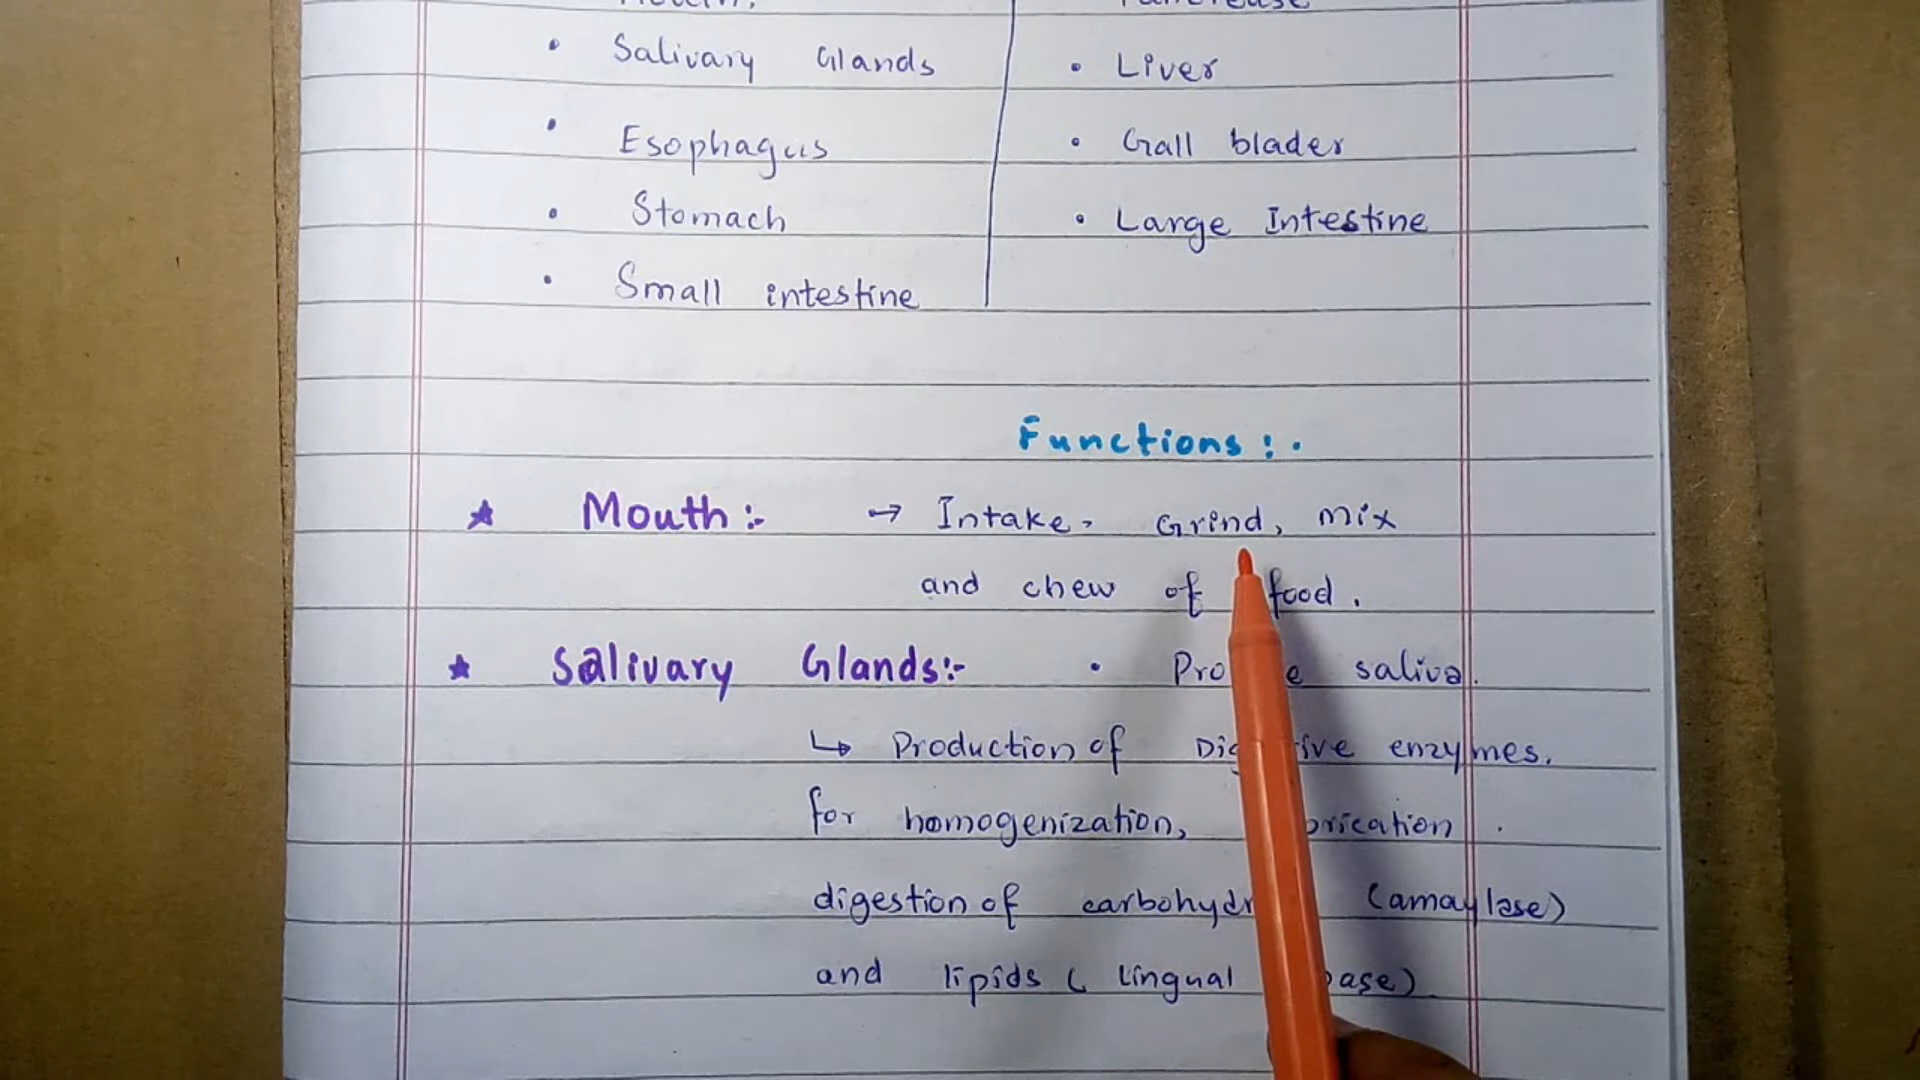 • Salivary Glands
• Esophagus
• Stomach
• Small intestine
• Liver
• Gall blader
• Large Intestine
Functions :.
★ Mouth :- → Intake, Grind, mix
and chew of food.
★ Salivary Glands:- • saliva.
↳ Production of enzymes.
for homogenization,
digestion of (amaylase)
and lipids ( lingual